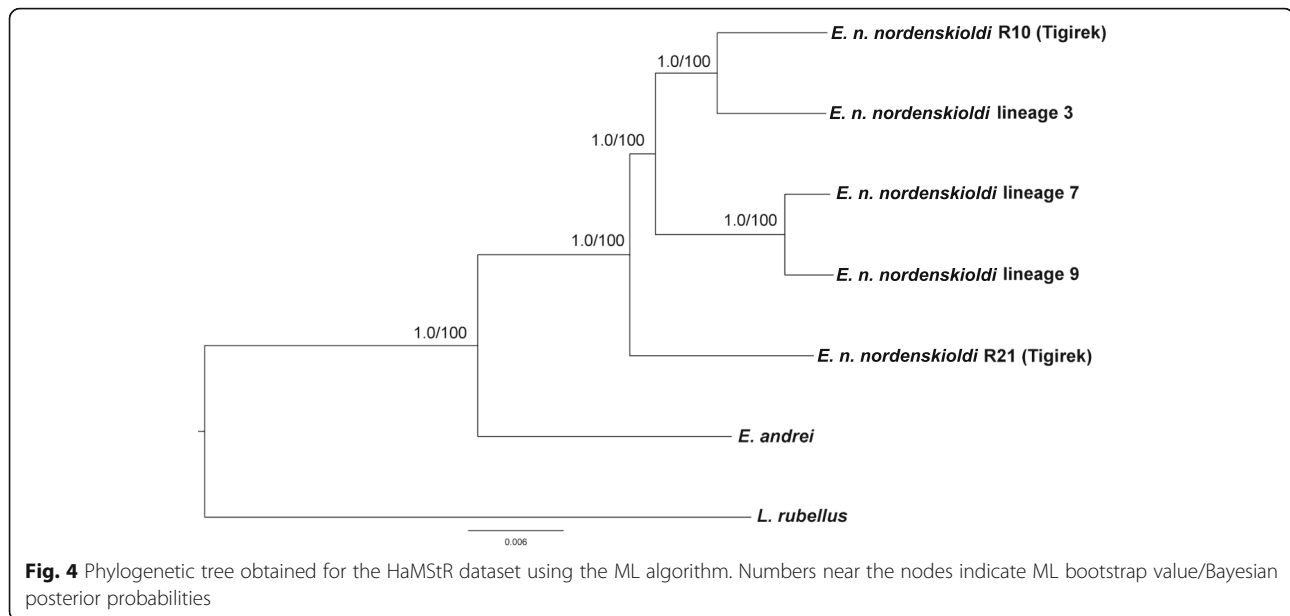 E. n. nordenskioldi R10 (Tigirek)
1.0/100
E. n. nordenskioldi lineage 3
1.0/100
E. n. nordenskioldi lineage 7
1.0/100
1.0/100
E. n. nordenskioldi lineage 9
1.0/100
E. n. nordenskioldi R21 (Tigirek)
E. andrei
L. rubellus
0.006
Fig. 4 Phylogenetic tree obtained for the HaMStR dataset using the ML algorithm. Numbers near the nodes indicate ML bootstrap value/Bayesian
posterior probabilities